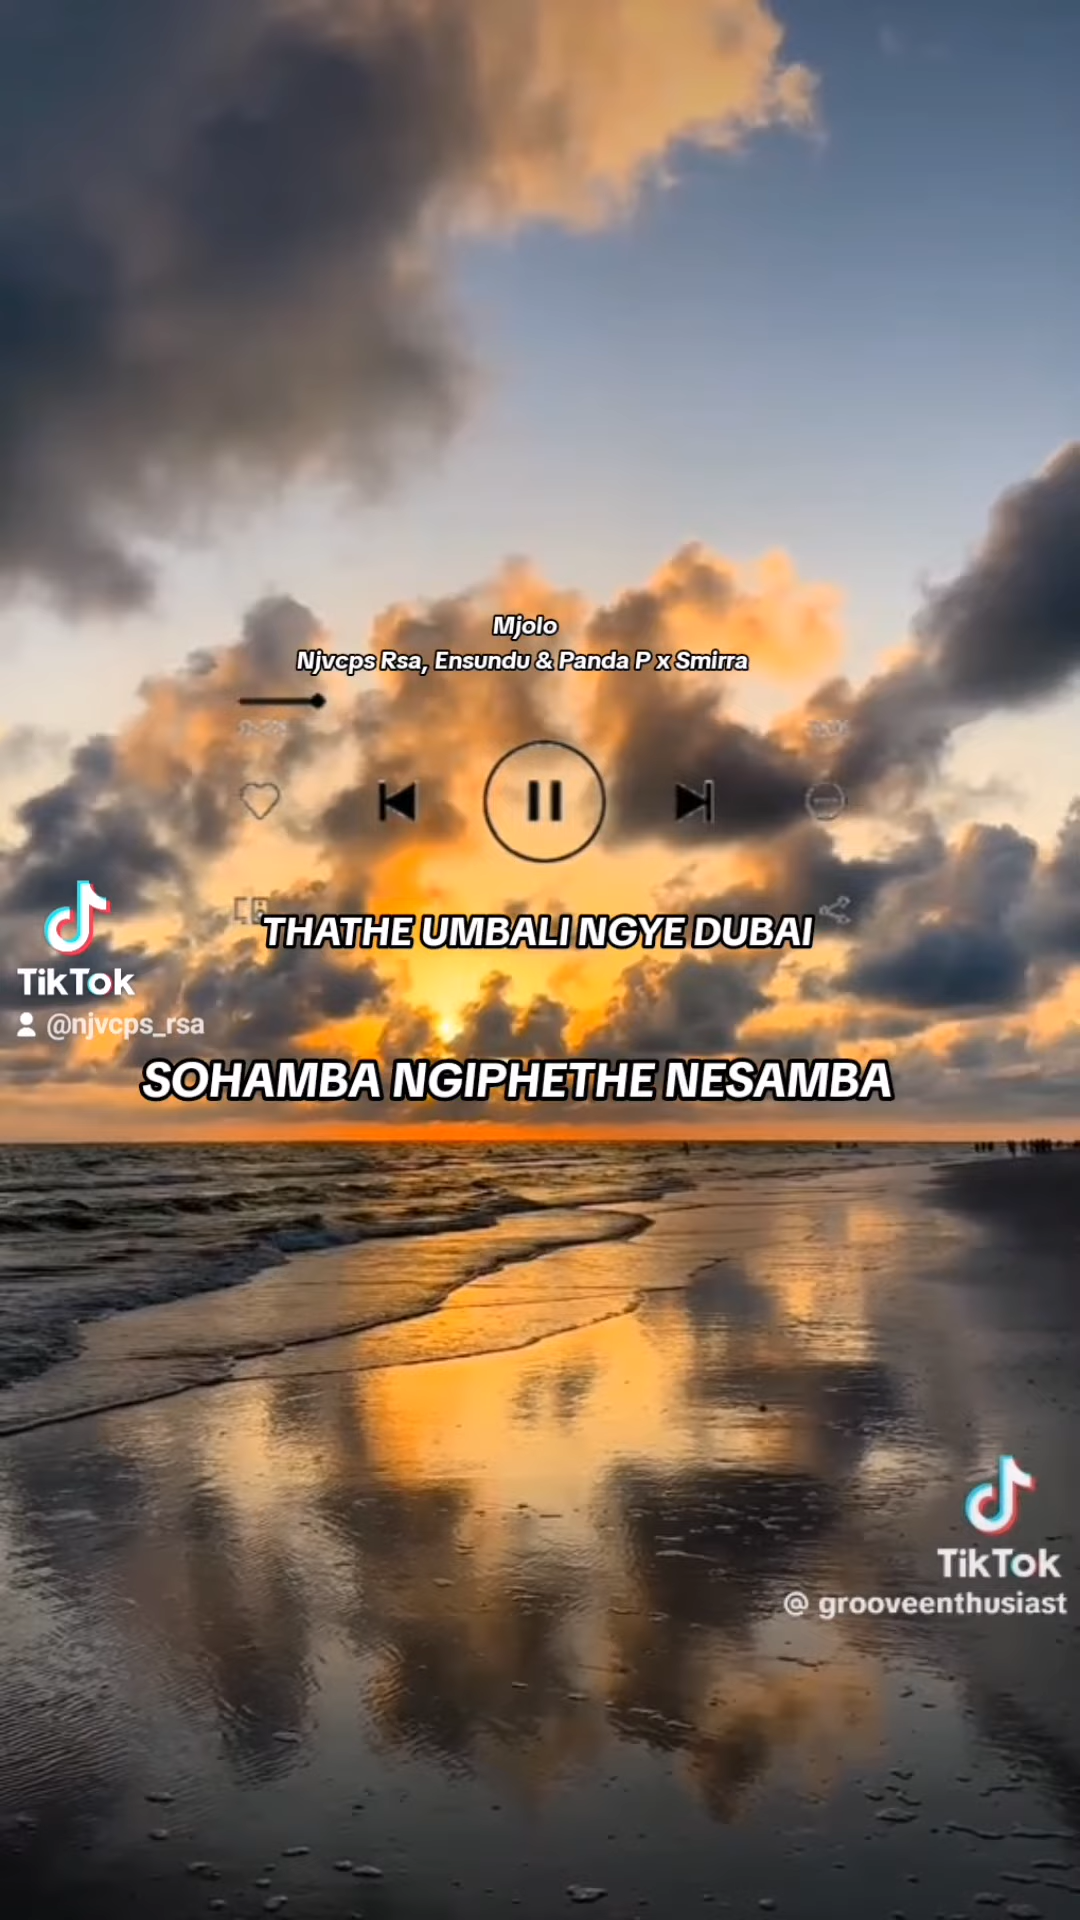 Mjolo
Njvcps Rsa, Ensundu & Panda P x Smirra
THATHE UMBALI NGYE DUBAI
TikTok
@njvcps_rsa
SOHAMBA NGIPHETHE NESAMBA
TikTok
@ grooveenthusiast